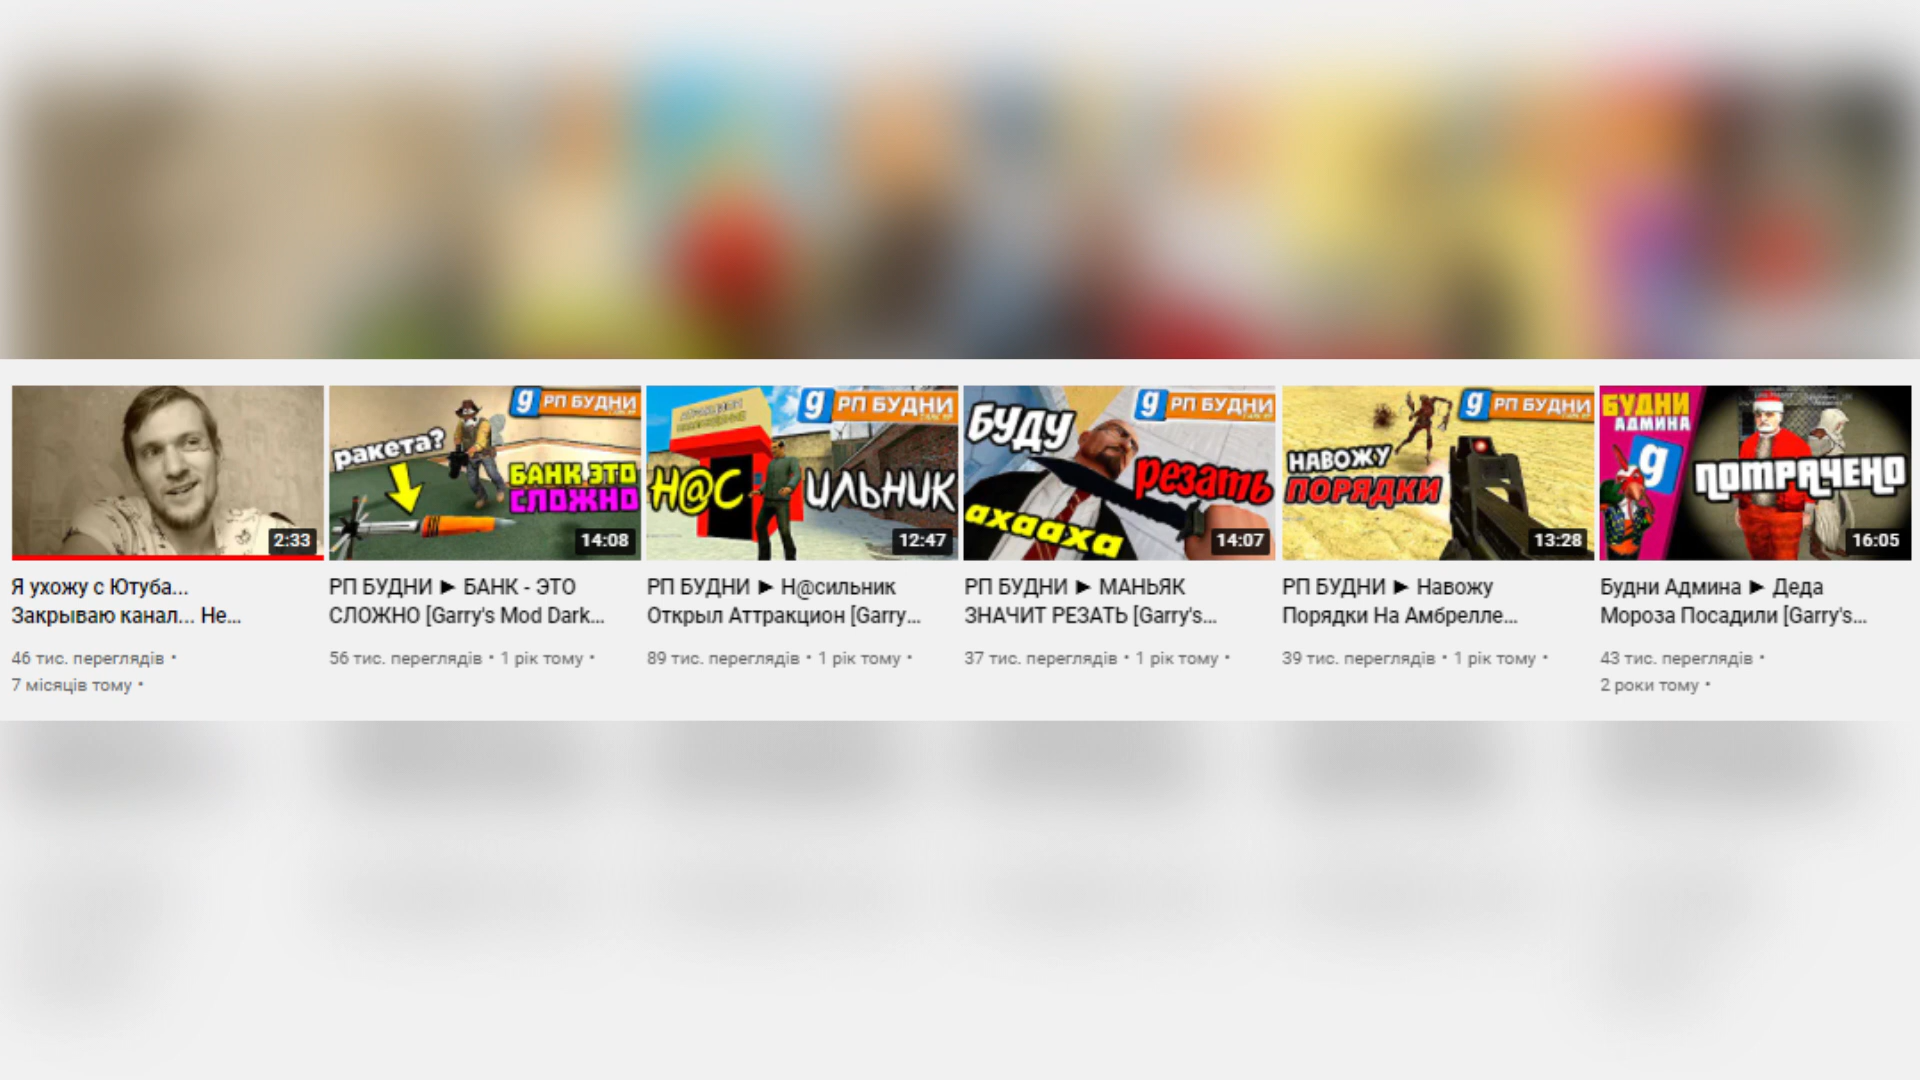 2:33
Я ухожу с Ютуба...
Закрываю канал... Не...
46 тис. переглядів •
7 місяців тому •
ракета?
g РП БУДНИ
БАНК-ЭТО
СЛОЖНО
14:08
РП БУДНИ ► БАНК - ЭТО
СЛОЖНО [Garry's Mod Dark...
56 тис. переглядів • 1 рік тому •
g РП БУДНИ
Н@С ИЛЬНИК
12:47
РП БУДНИ ► Н@сильник
Открыл Аттракцион [Garry...
89 тис. переглядів • 1 рік тому •
g РП БУДНИ
БУДУ
резать
ахааха
14:07
РП БУДНИ ► МАНЬЯК
ЗНАЧИТ РЕЗАТЬ [Garry's...
37 тис. переглядів • 1 рік тому •
g РП БУДНИ
НАВОЖУ
ПОРЯДКИ
13:28
РП БУДНИ ► Навожу
Порядки На Амбрелле...
39 тис. переглядів • 1 рік тому •
БУДНИ
АДМИНА
g
ПОТРАЧЕНО
16:05
Будни Админа ► Деда
Мороза Посадили [Garry's...
43 тис. переглядів •
2 роки тому •